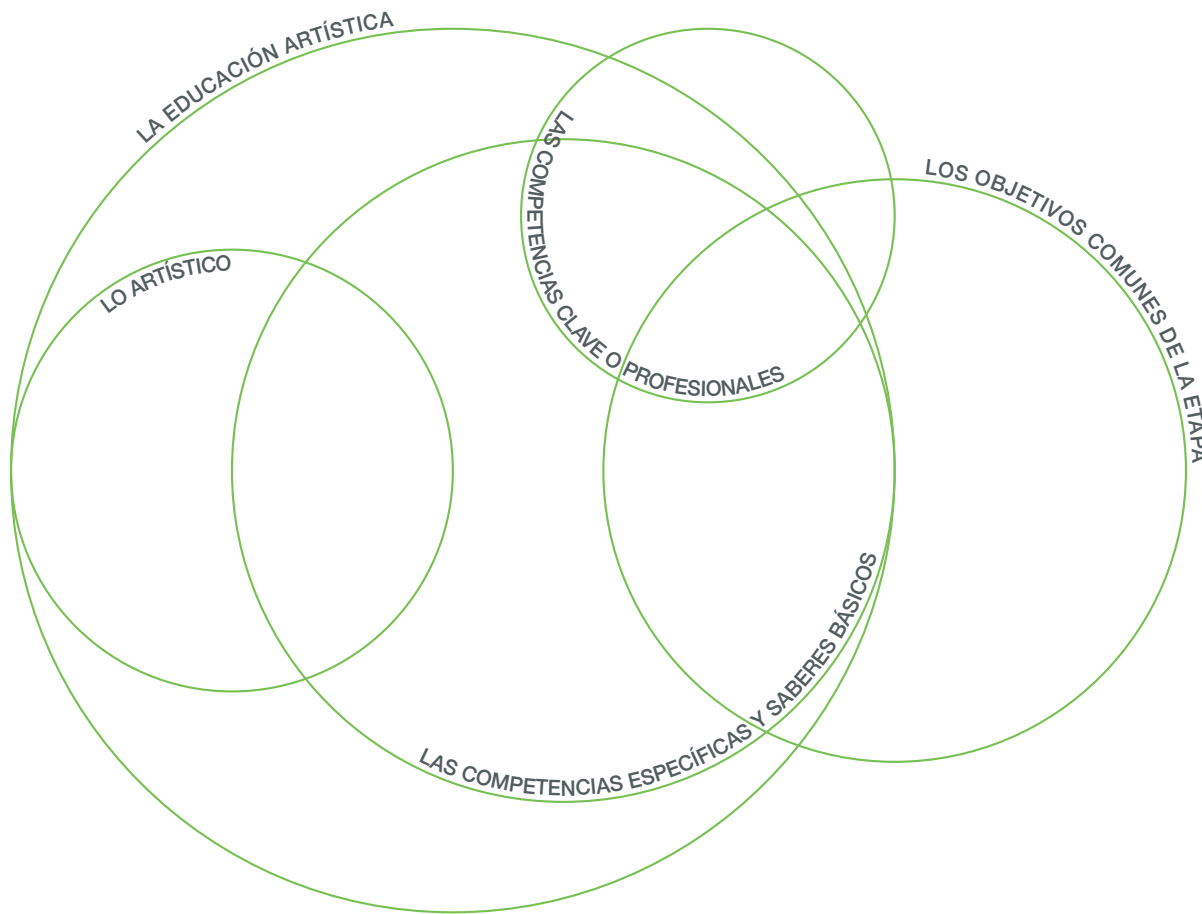 LA EDUCACIÓN ARTÍSTICA
LO ARTÍSTICO
LAS COMPETENCIAS CLAVE O PROFESIONALES
LOS OBJETIVOS COMUNES DE LA ETAPA
LAS COMPETENCIAS ESPECÍFICAS Y SABERES BÁSICOS